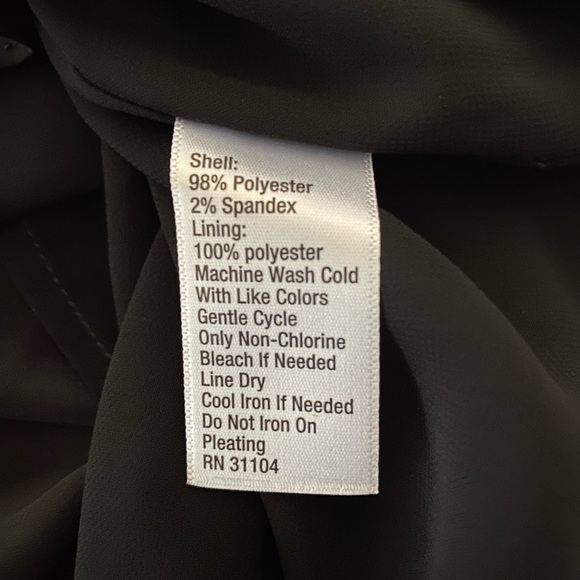 Shell:
98% Polyester
2% Spandex
Lining:
100% polyester
Machine Wash Cold
With Like Colors
Gentle Cycle
Only Non-Chlorine
Bleach If Needed
Line Dry
Cool Iron If Needed
Do Not Iron On
Pleating
RN 31104